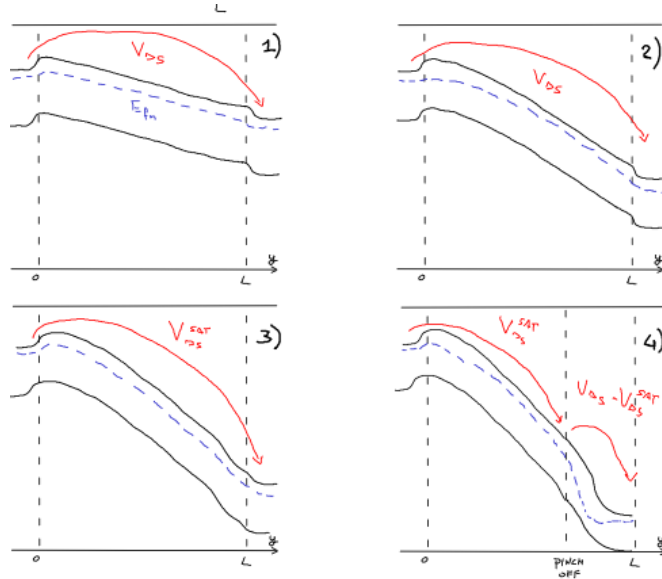 L
1)
V_DS
E_fn
0
L
y
2)
V_DS
0
L
y
3)
V_DS^SAT
0
L
y
4)
V_DS^SAT
V_DS - V_DS^SAT
0
PINCH
OFF
L
y